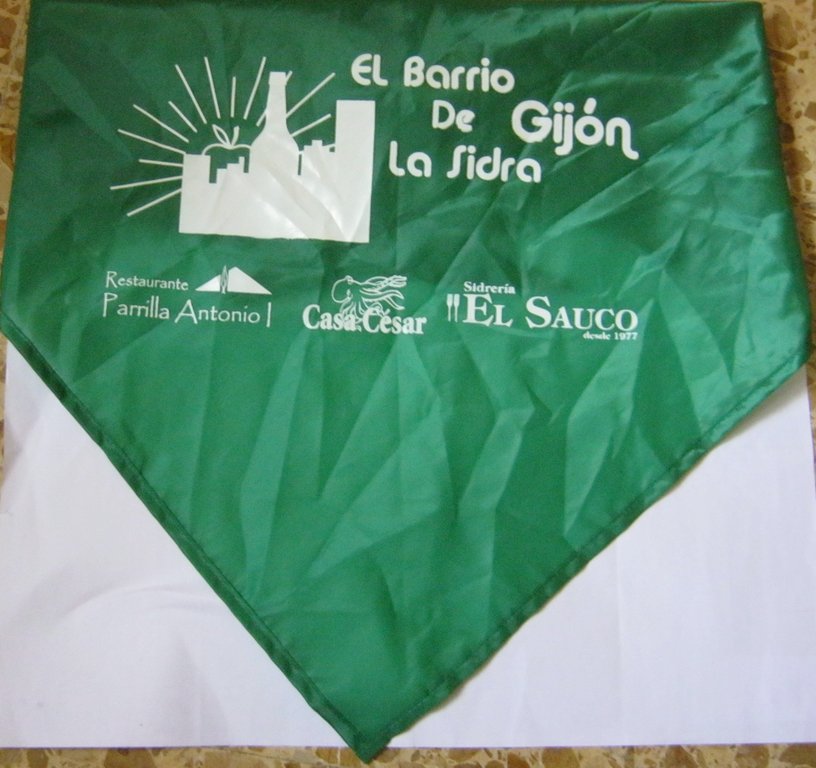 El Barrio
De Gijón
La Sidra
Restaurante
Parrilla Antonio I
Casa César
Sidrería
El Sauco
desde 1977